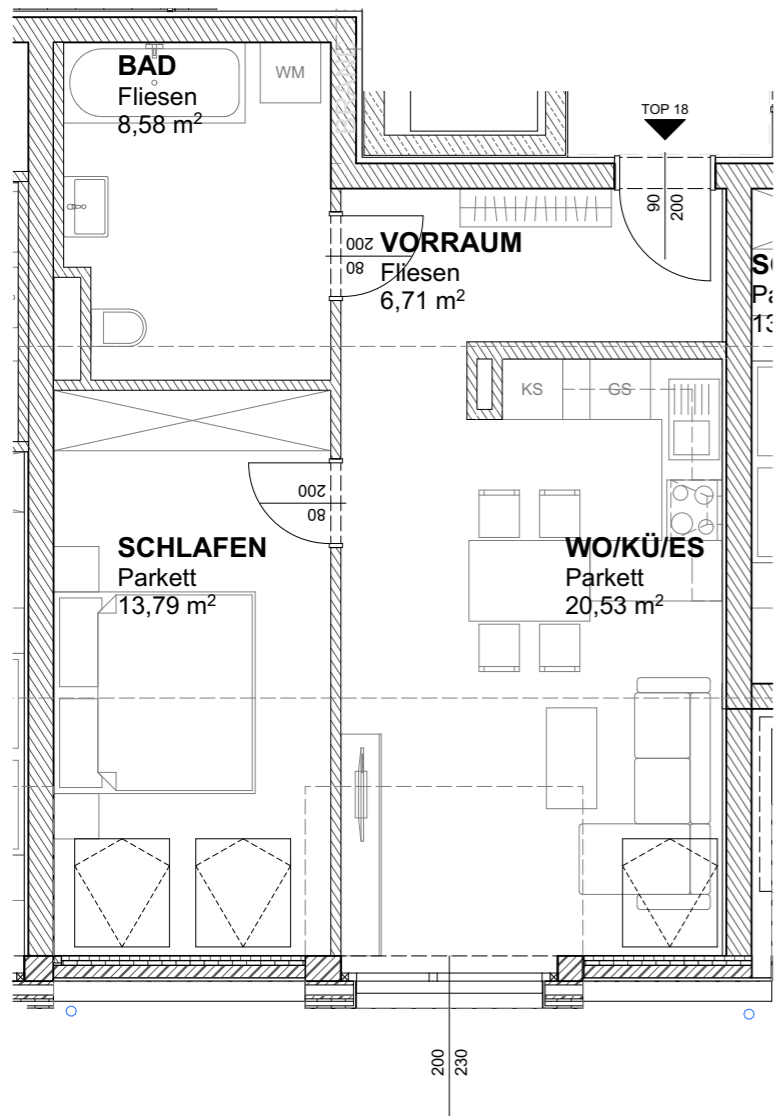 BAD
Fliesen
8,58 m²
WM
TOP 18
90
200
200
80
VORRAUM
Fliesen
6,71 m²
KS
GS
200
80
SCHLAFEN
Parkett
13,79 m²
WO/KÜ/ES
Parkett
20,53 m²
200
230